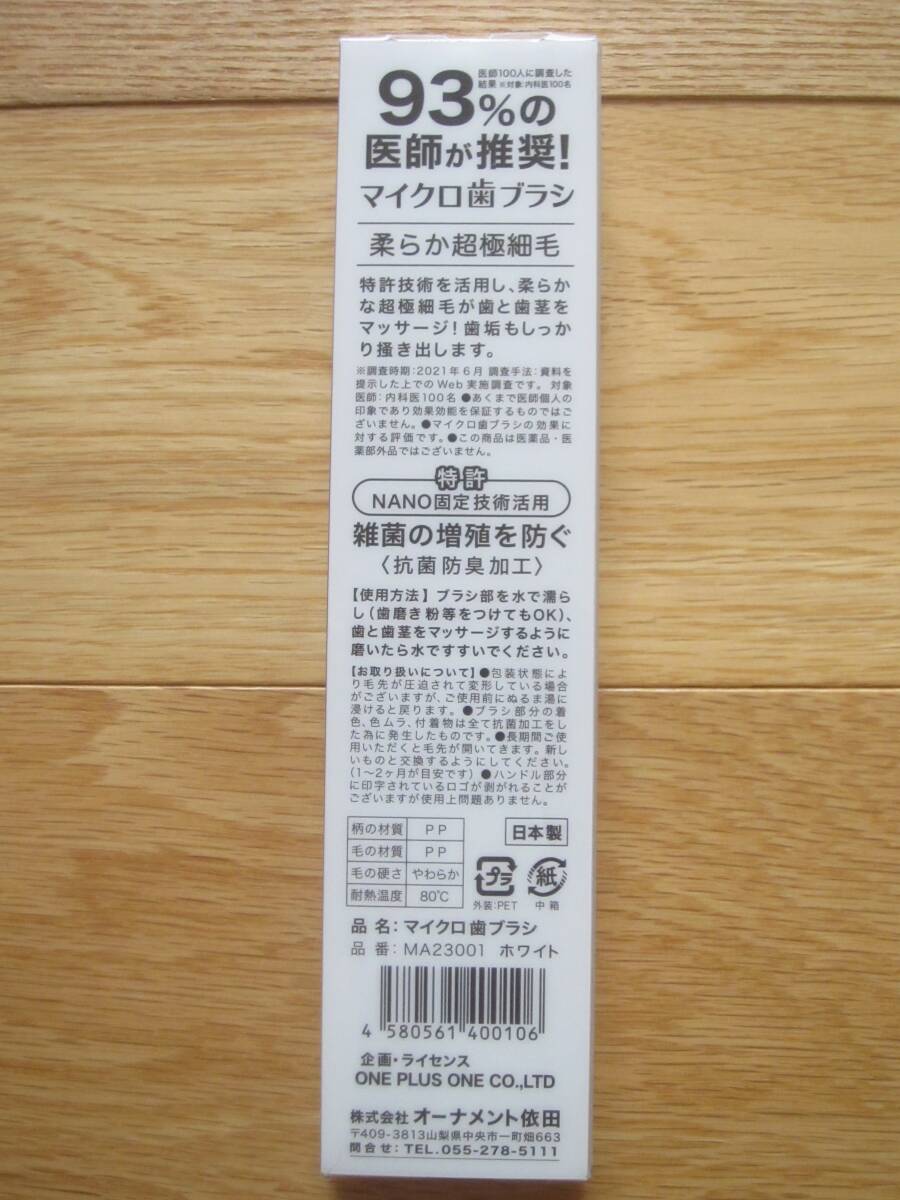 93%の
医師100人に調査した
結果 ※対象:内科医100名
医師が推奨!
マイクロ歯ブラシ
柔らか超極細毛
特許技術を活用し、柔らか
な超極細毛が歯と歯茎を
マッサージ!歯垢もしっか
り掻き出します。
※調査時期:2021年6月 調査手法:資料を
提示した上でのWeb実施調査です。 対象
医師:内科医100名 ●あくまで医師個人の
印象であり効果効能を保証するものではご
ざいません。●マイクロ歯ブラシの効果に
対する評価です。●この商品は医薬品・医
薬部外品ではございません。
特許
NANO固定技術活用
雑菌の増殖を防ぐ
〈抗菌防臭加工〉
【使用方法】ブラシ部を水で濡ら
し(歯磨き粉等をつけてもOK)、
歯と歯茎をマッサージするように
磨いたら水ですすいでください。
【お取り扱いについて】●包装状態によ
り毛先が圧迫されて変形している場合
がございますが、ご使用前にぬるま湯に
浸けると戻ります。●ブラシ部分の着
色、色ムラ、付着物は全て抗菌加工をし
た為に発生したものです。●長期間ご使
用いただくと毛先が開いてきます。新し
いものと交換するようにしてください。
(1〜2ヶ月が目安です)●ハンドル部分
に印字されているロゴが剥がれることが
ございますが使用上問題ありません。
柄の材質 PP
毛の材質 PP
毛の硬さ やわらか
耐熱温度 80℃
日本製
プラ
外装:PET
紙
中箱
品 名:マイクロ歯ブラシ
品 番:MA23001 ホワイト
4 580561 400106
企画・ライセンス
ONE PLUS ONE CO.,LTD
株式会社 オーナメント依田
〒409-3813山梨県中央市一町畑663
問合せ:TEL.055-278-5111